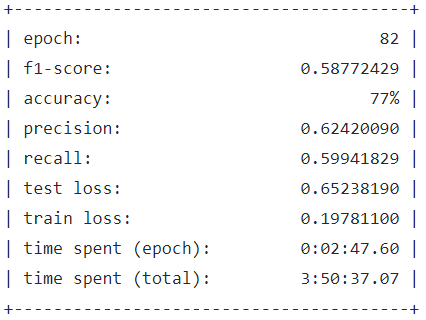 +---------------------------------------+
| epoch: 82 |
| f1-score: 0.58772429 |
| accuracy: 77% |
| precision: 0.62420090 |
| recall: 0.59941829 |
| test loss: 0.65238190 |
| train loss: 0.19781100 |
| time spent (epoch): 0:02:47.60 |
| time spent (total): 3:50:37.07 |
+---------------------------------------+